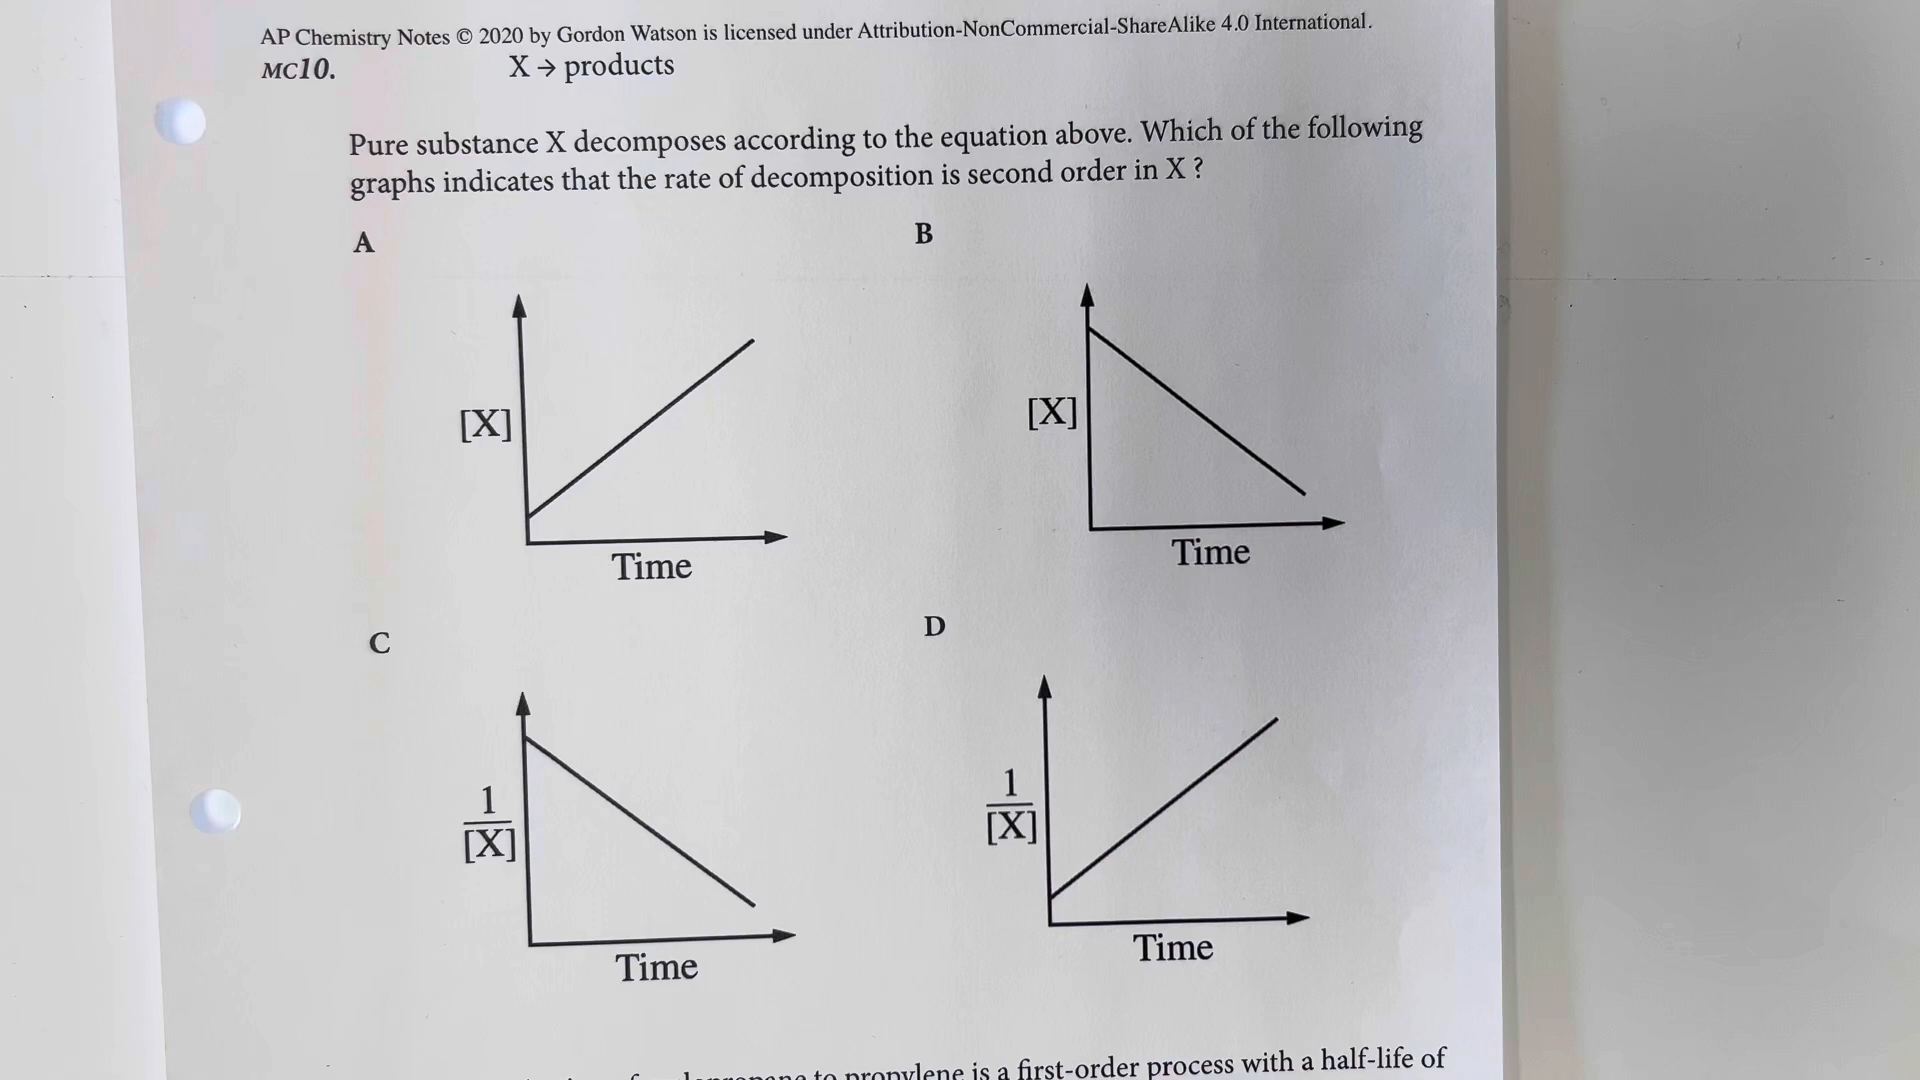 AP Chemistry Notes © 2020 by Gordon Watson is licensed under Attribution-NonCommercial-ShareAlike 4.0 International.
MC10. X → products
Pure substance X decomposes according to the equation above. Which of the following
graphs indicates that the rate of decomposition is second order in X ?
A
B
[X]
Time
[X]
Time
C
D
1
[X]
Time
1
[X]
Time
to propylene is a first-order process with a half-life of